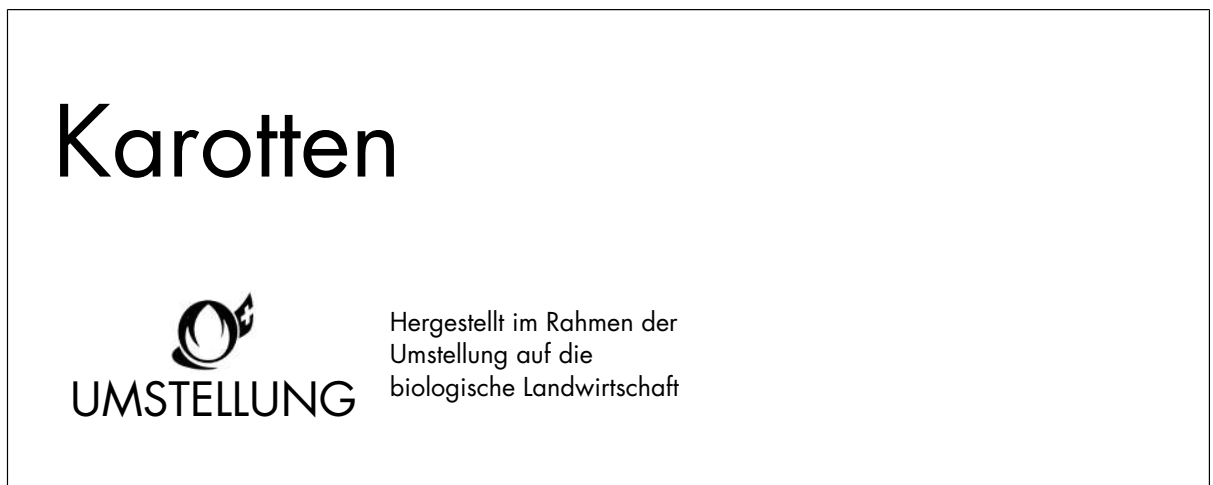 Karotten
UMSTELLUNG
Hergestellt im Rahmen der
Umstellung auf die
biologische Landwirtschaft